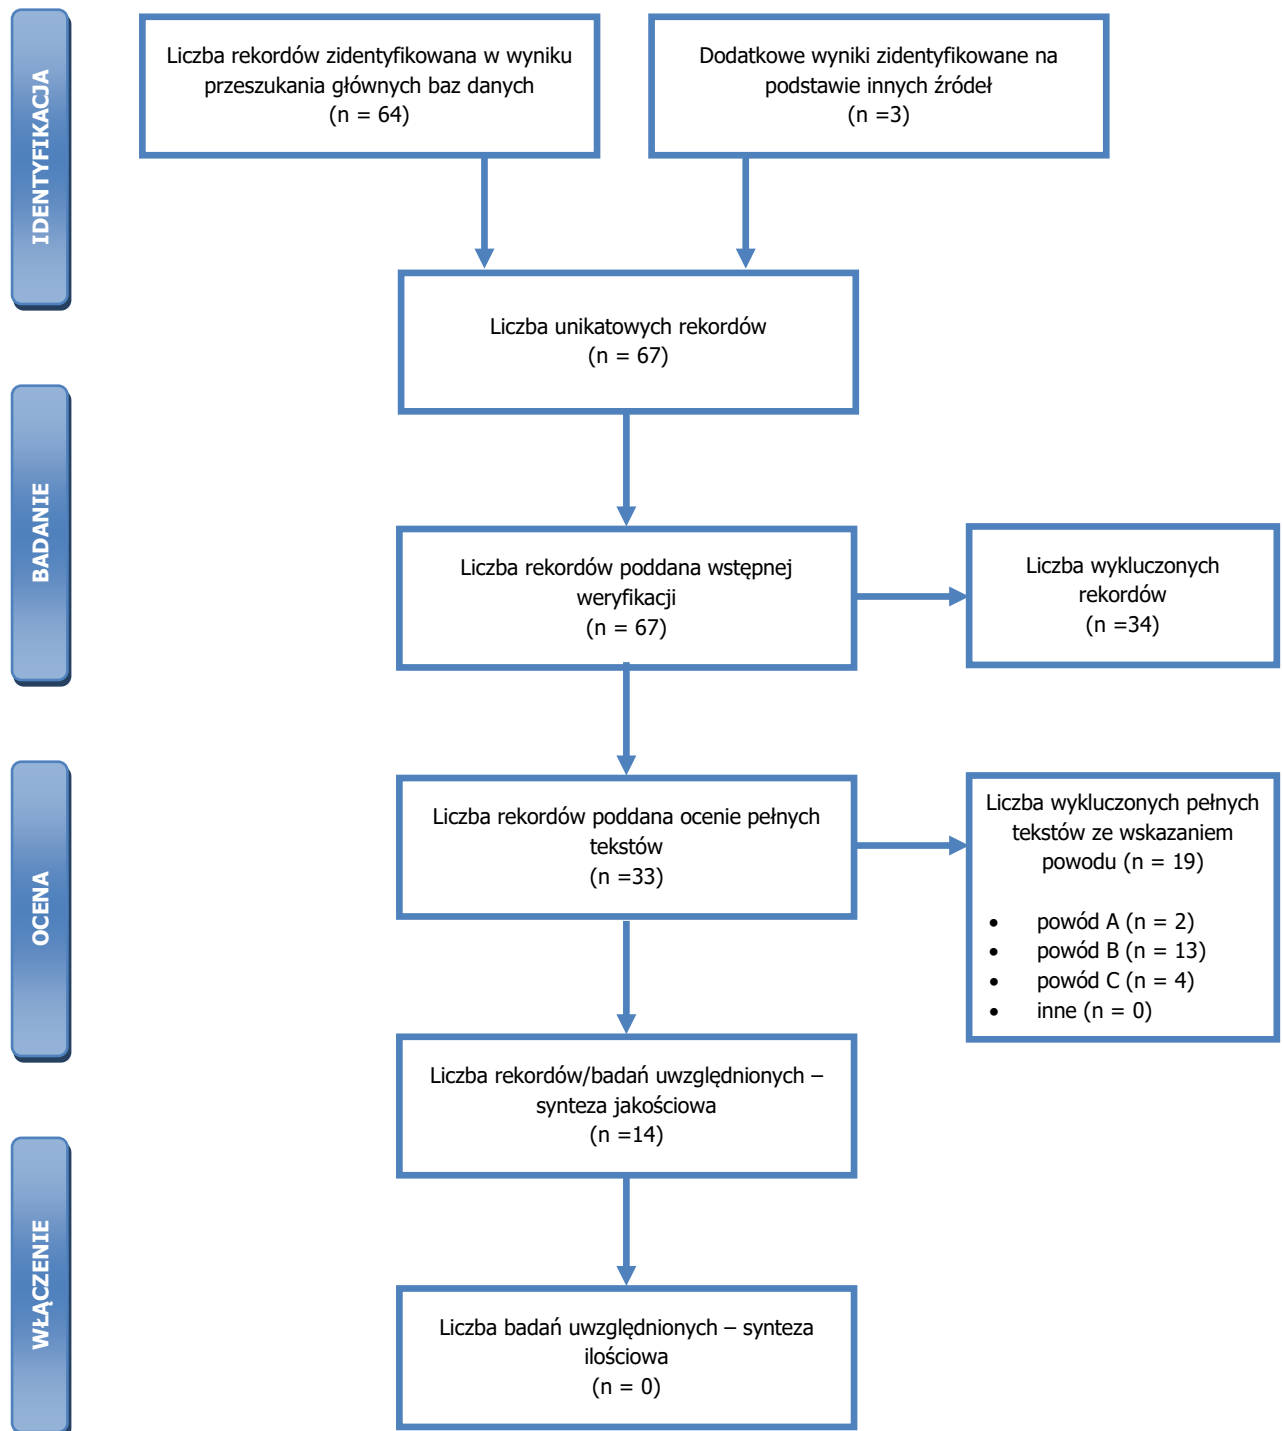 IDENTYFIKACJA
Liczba rekordów zidentyfikowana w wyniku
przeszukania głównych baz danych
(n = 64)
Dodatkowe wyniki zidentyfikowane na
podstawie innych źródeł
(n =3)
Liczba unikatowych rekordów
(n = 67)
BADANIE
Liczba rekordów poddana wstępnej
weryfikacji
(n = 67)
Liczba wykluczonych
rekordów
(n =34)
OCENA
Liczba rekordów poddana ocenie pełnych
tekstów
(n =33)
Liczba wykluczonych pełnych
tekstów ze wskazaniem
powodu (n = 19)
• powód A (n = 2)
• powód B (n = 13)
• powód C (n = 4)
• inne (n = 0)
Liczba rekordów/badań uwzględnionych –
synteza jakościowa
(n =14)
WŁĄCZENIE
Liczba badań uwzględnionych – synteza
ilościowa
(n = 0)